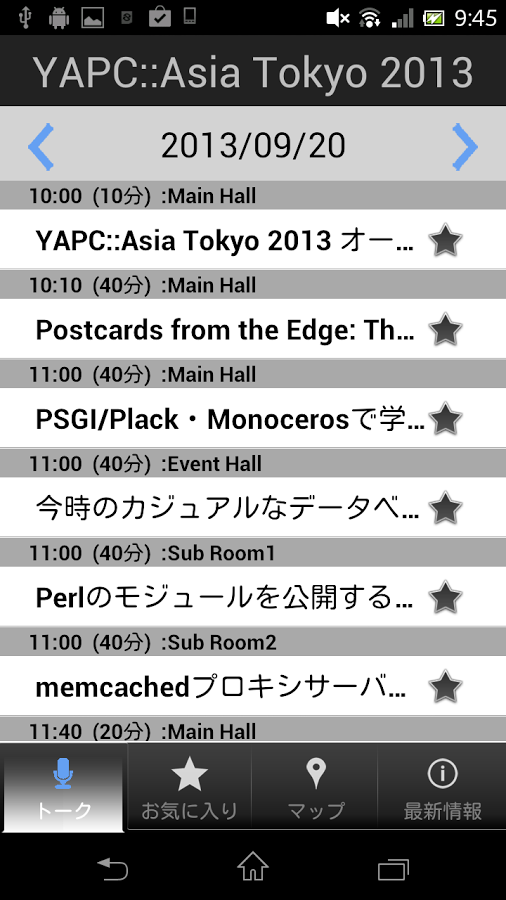 9:45
YAPC::Asia Tokyo 2013
2013/09/20
10:00 (10分) :Main Hall
YAPC::Asia Tokyo 2013 オー...
10:10 (40分) :Main Hall
Postcards from the Edge: Th...
11:00 (40分) :Main Hall
PSGI/Plack・Monocerosで学...
11:00 (40分) :Event Hall
今時のカジュアルなデータベ...
11:00 (40分) :Sub Room1
Perlのモジュールを公開する...
11:00 (40分) :Sub Room2
memcachedプロキシサーバ...
11:40 (20分) :Main Hall
トーク お気に入り マップ 最新情報